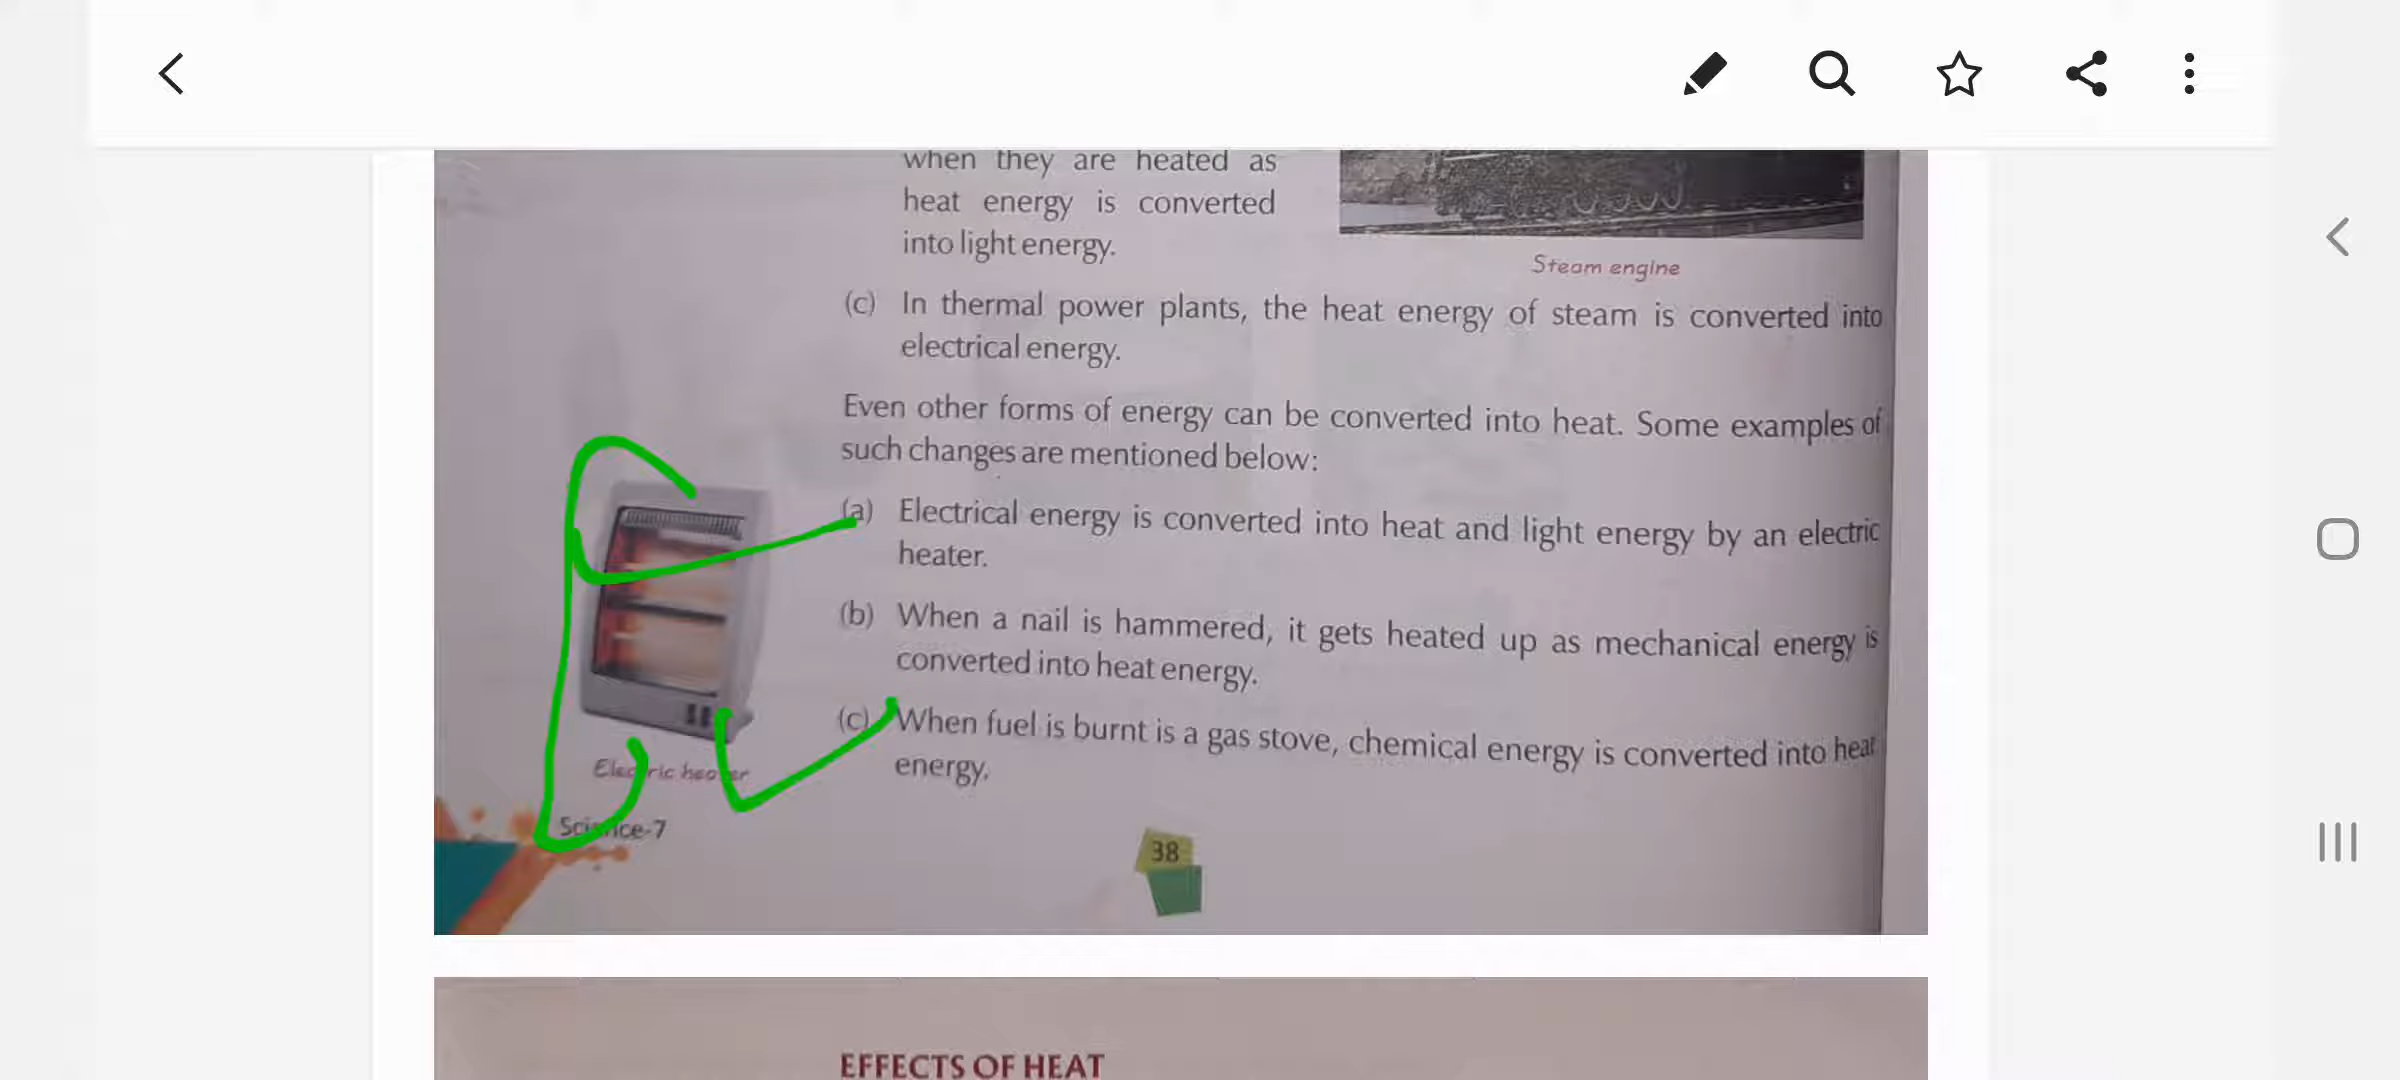 when they are heated as
heat energy is converted
into light energy.
Steam engine
(c) In thermal power plants, the heat energy of steam is converted into
electrical energy.
Even other forms of energy can be converted into heat. Some examples of
such changes are mentioned below:
(a) Electrical energy is converted into heat and light energy by an electric
heater.
(b) When a nail is hammered, it gets heated up as mechanical energy is
converted into heat energy.
(c) When fuel is burnt is a gas stove, chemical energy is converted into heat
energy.
Electric heater
Science-7
38
EFFECTS OF HEAT